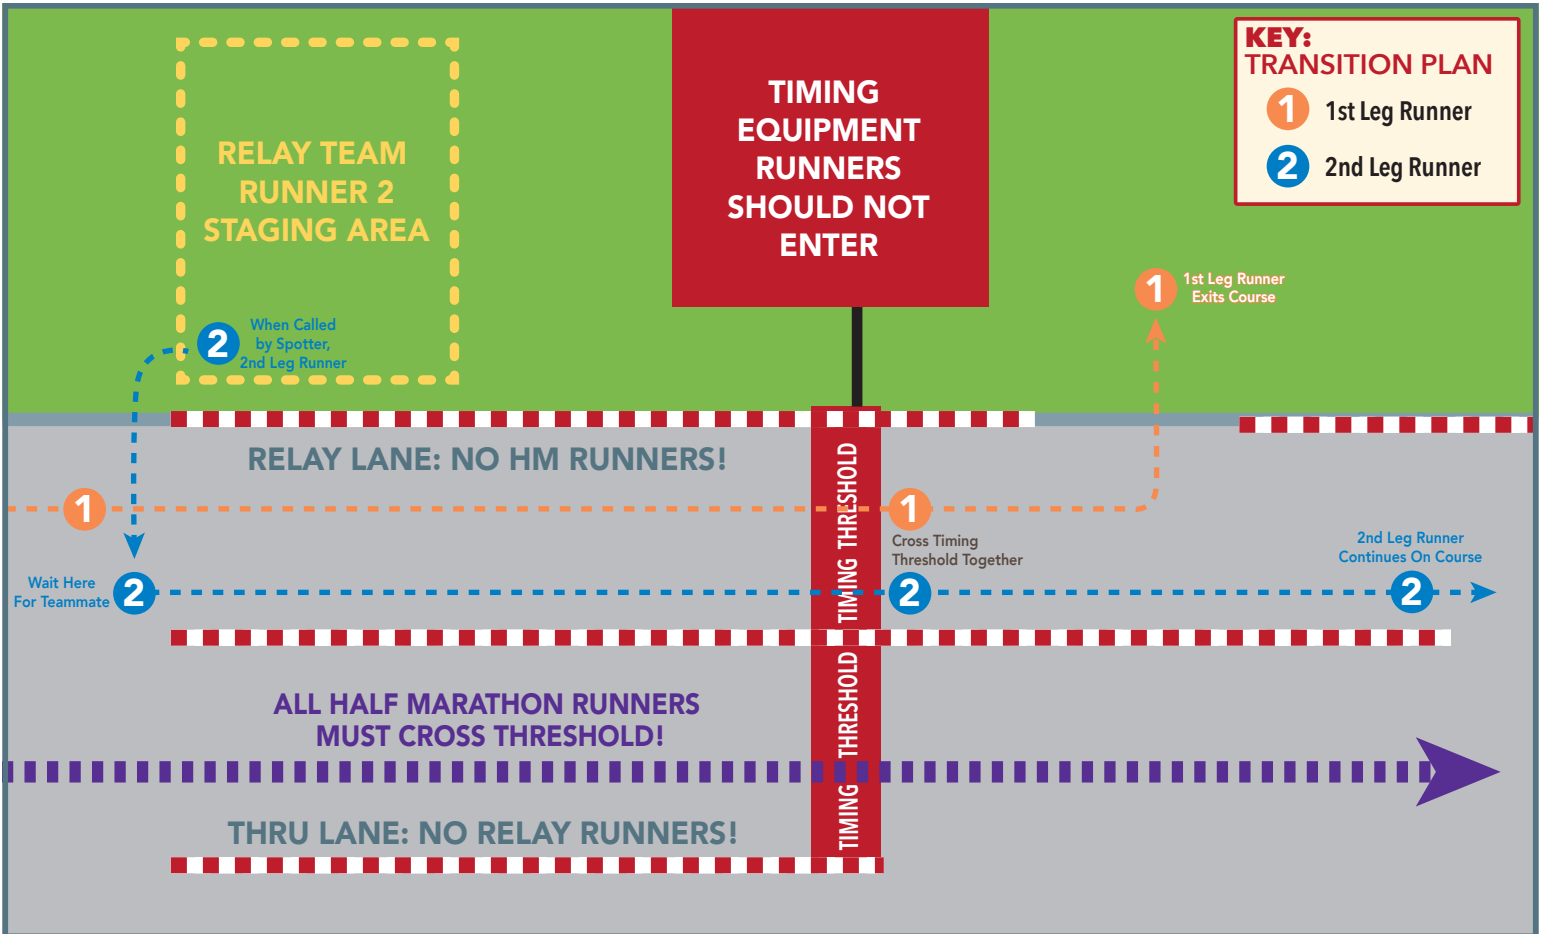 KEY:
TRANSITION PLAN
1 1st Leg Runner
2 2nd Leg Runner
RELAY TEAM
RUNNER 2
STAGING AREA
TIMING
EQUIPMENT
RUNNERS
SHOULD NOT
ENTER
2
When Called
by Spotter,
2nd Leg Runner
1
1st Leg Runner
Exits Course
RELAY LANE: NO HM RUNNERS!
TIMING THRESHOLD
1
1
Cross Timing
Threshold Together
Wait Here
For Teammate
2
2
2nd Leg Runner
Continues On Course
2
ALL HALF MARATHON RUNNERS
MUST CROSS THRESHOLD!
TIMING THRESHOLD
THRU LANE: NO RELAY RUNNERS!